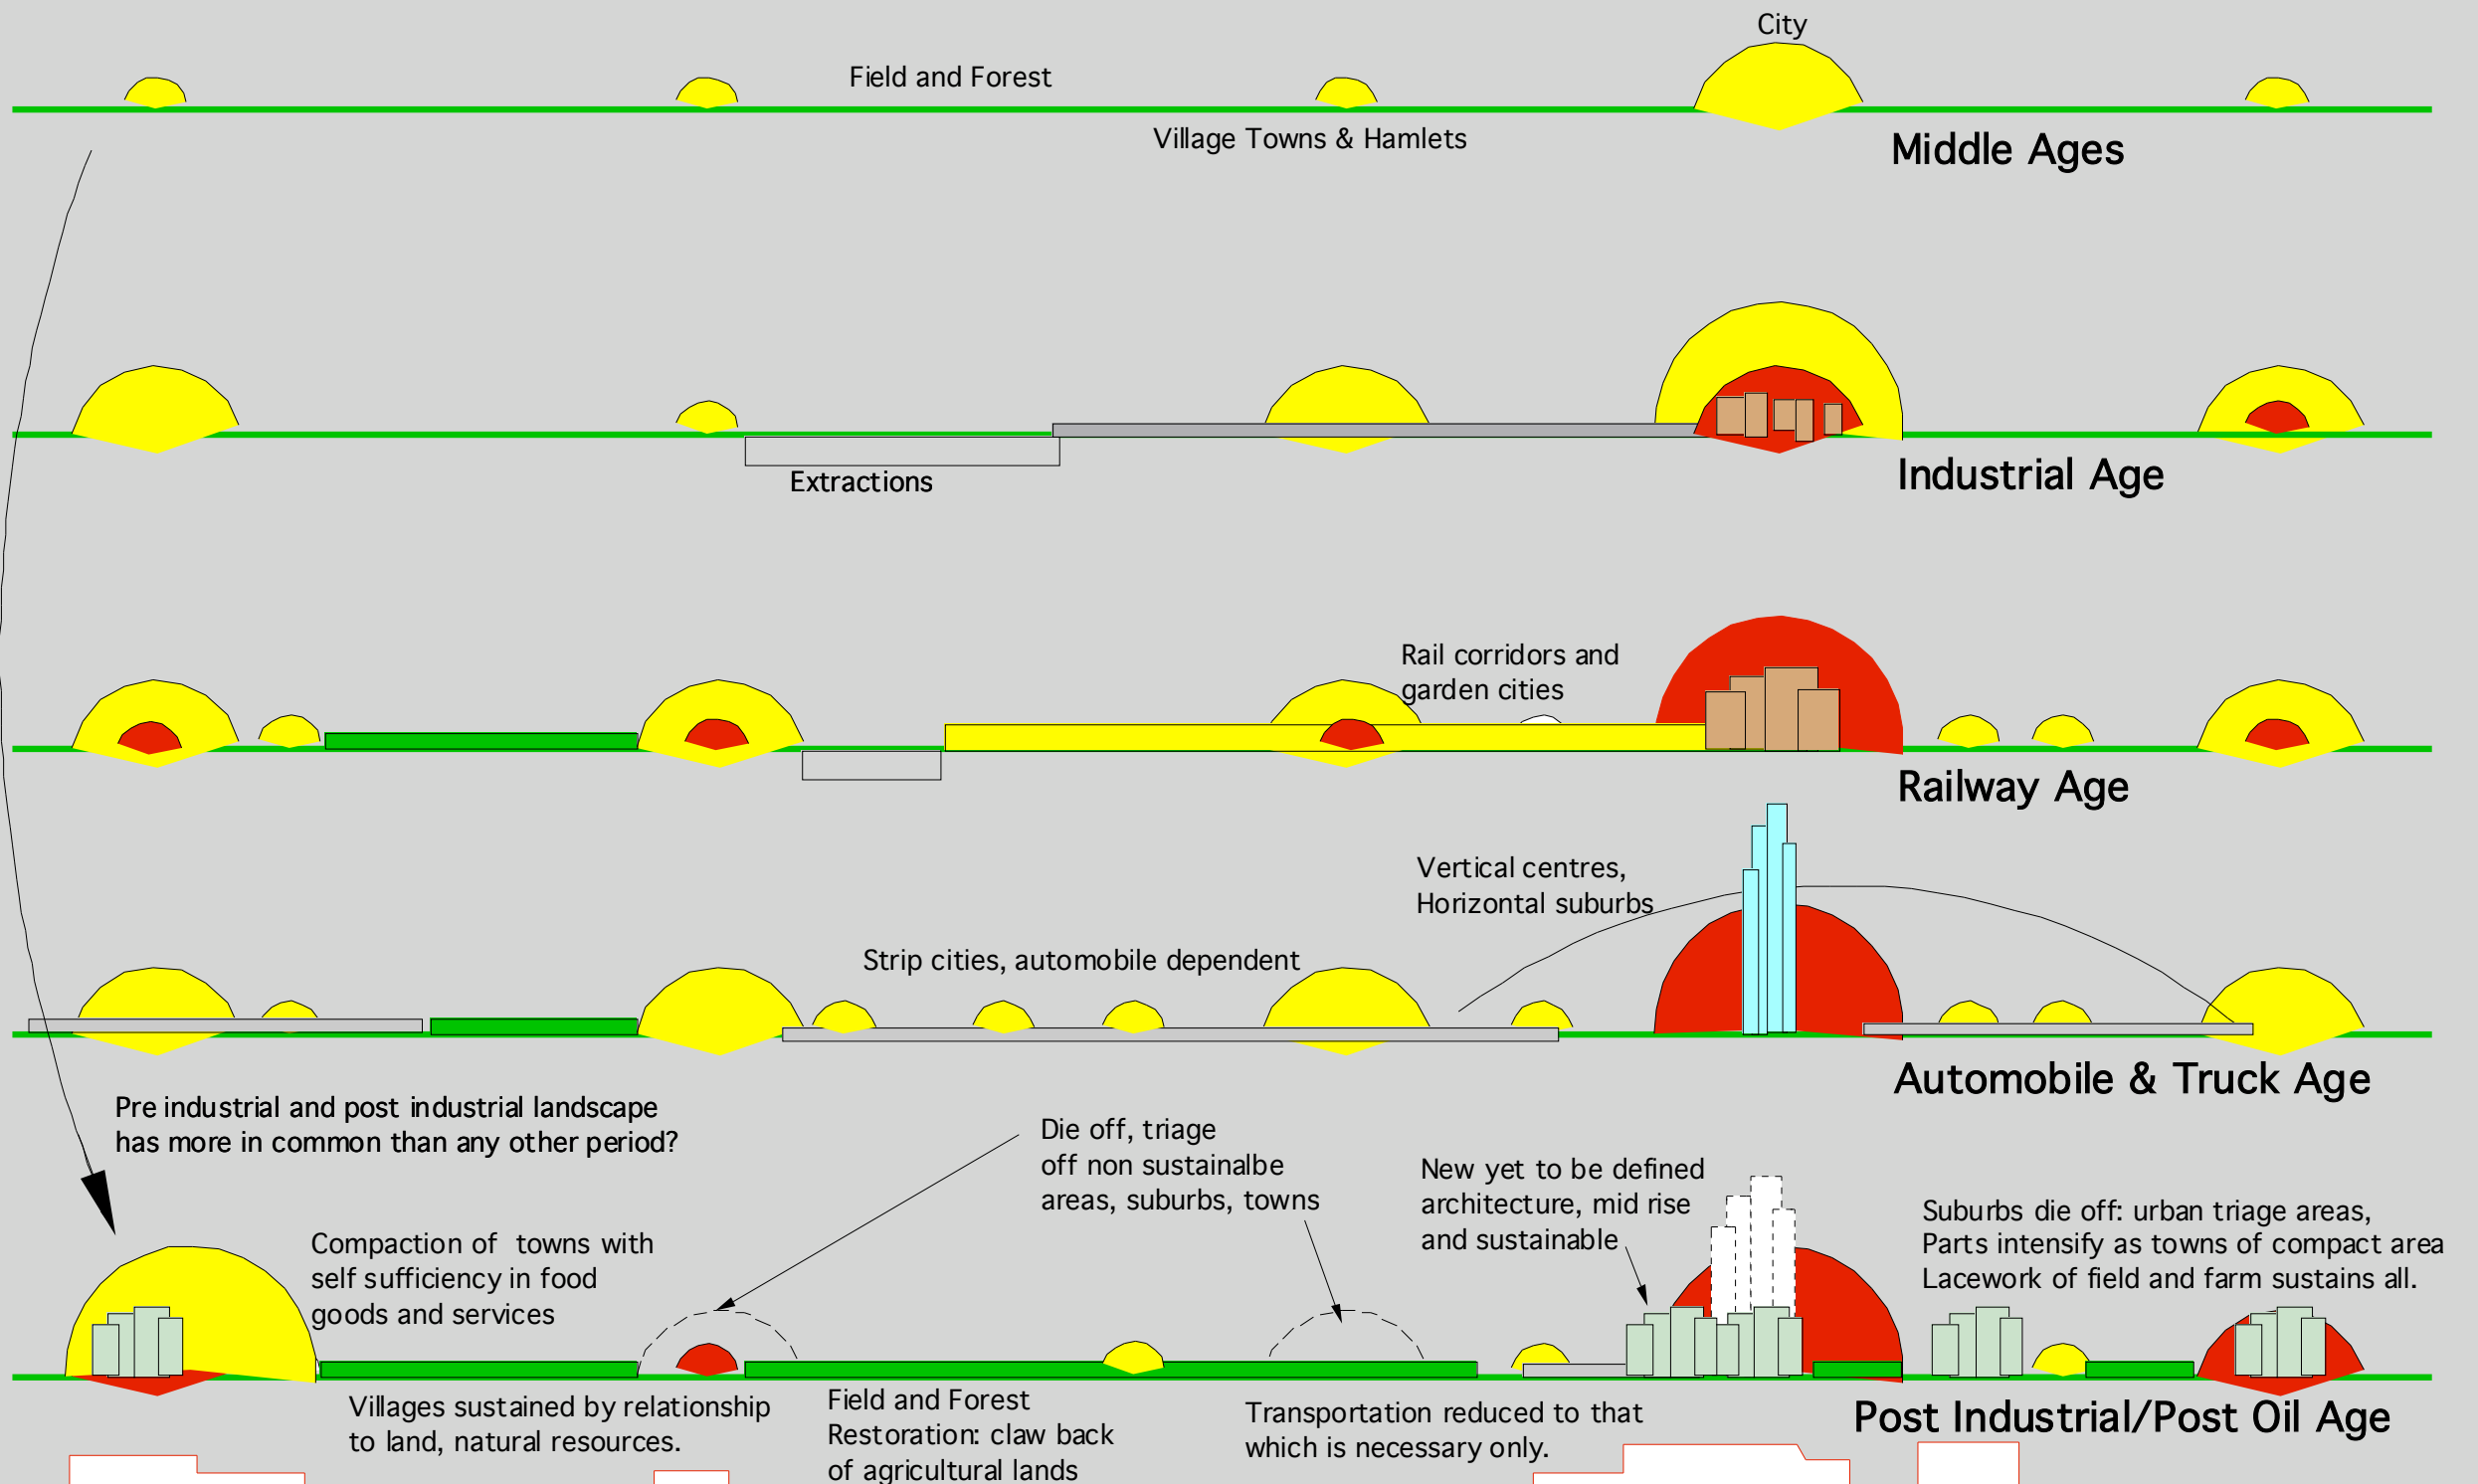 City
Field and Forest
Village Towns & Hamlets
Middle Ages
Extractions
Industrial Age
Rail corridors and
garden cities
Railway Age
Vertical centres,
Horizontal suburbs
Strip cities, automobile dependent
Automobile & Truck Age
Pre industrial and post industrial landscape
has more in common than any other period?
Die off, triage
off non sustainalbe
areas, suburbs, towns
New yet to be defined
architecture, mid rise
and sustainable
Suburbs die off: urban triage areas,
Parts intensify as towns of compact area
Lacework of field and farm sustains all.
Compaction of towns with
self sufficiency in food
goods and services
Villages sustained by relationship
to land, natural resources.
Field and Forest
Restoration: claw back
of agricultural lands
Transportation reduced to that
which is necessary only.
Post Industrial/Post Oil Age